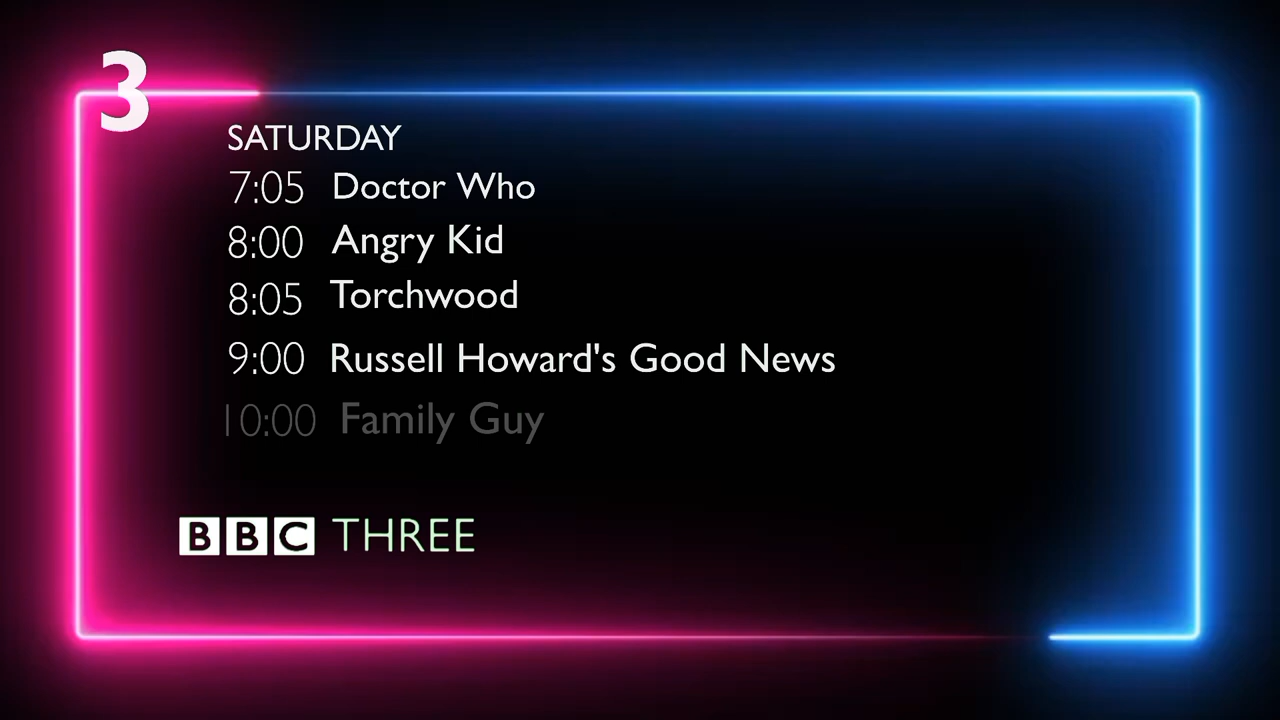 3
SATURDAY
7:05 Doctor Who
8:00 Angry Kid
8:05 Torchwood
9:00 Russell Howard's Good News
10:00 Family Guy
BBC THREE